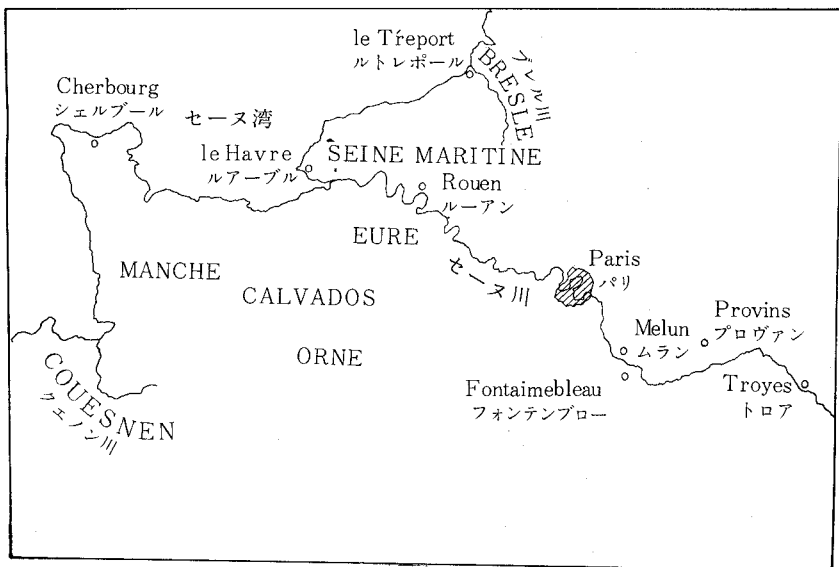 le Tŕeport
ルトレポール
ブレル川
BRESLE
Cherbourg
シェルブール
セーヌ湾
le Havre
ルアーブル
SEINE MARITINE
Rouen
ルーアン
EURE
セーヌ川
Paris
パリ
MANCHE
CALVADOS
ORNE
Melun
ムラン
Provins
プロヴァン
Fontaimebleau
フォンテンブロー
Troyes
トロア
COUESNEN
クエノン川